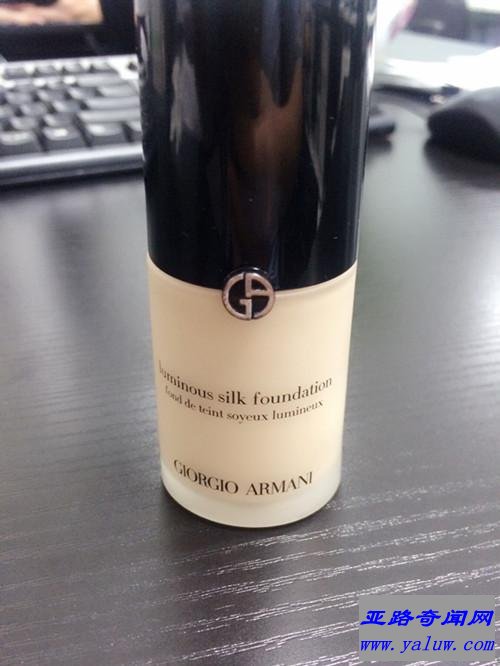 GA
luminous silk foundation
fond de teint soyeux lumineux
GIORGIO ARMANI
亚路奇闻网
www.yaluw.com